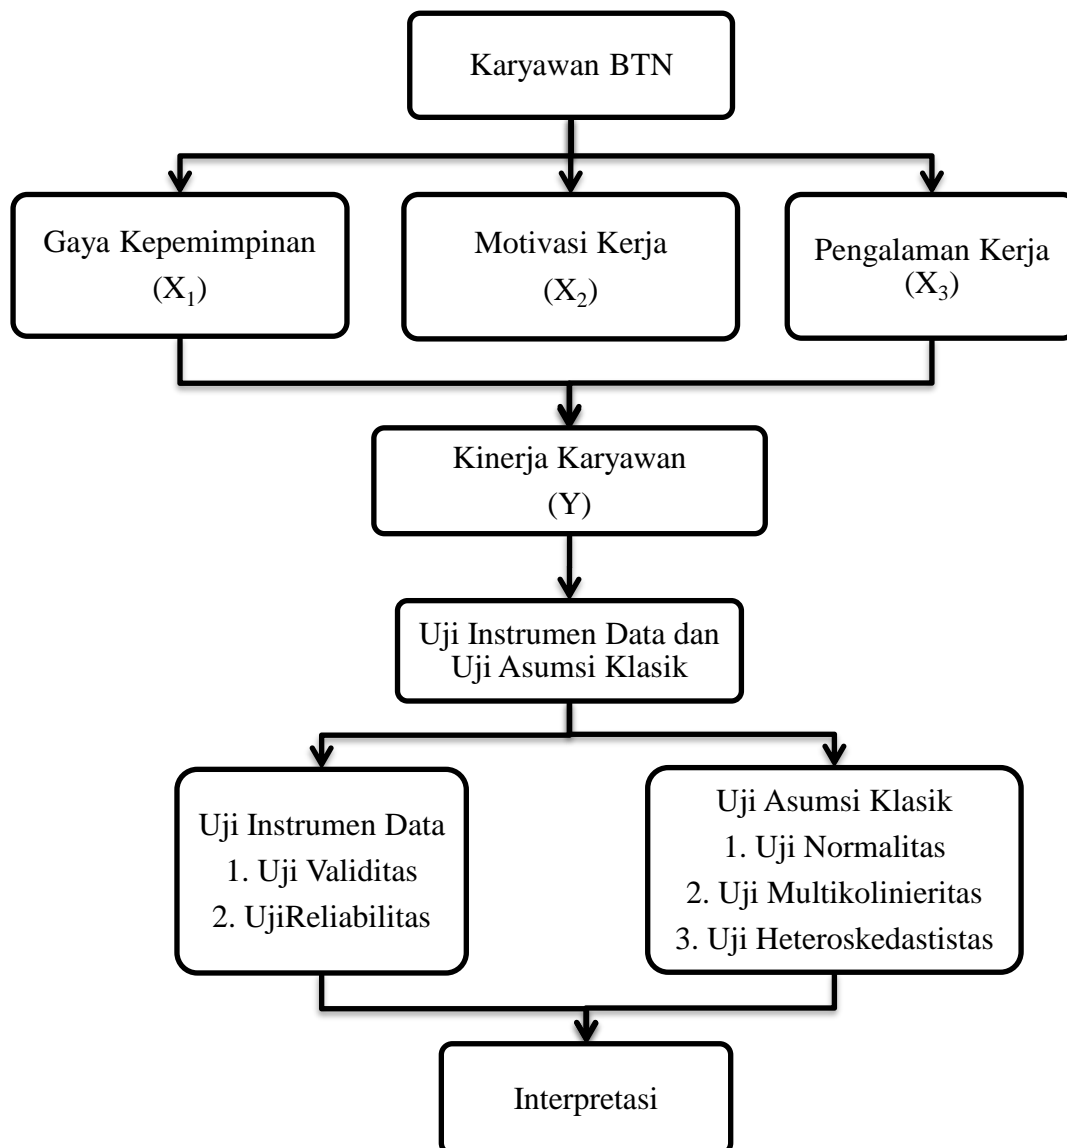 Karyawan BTN
Gaya Kepemimpinan
(X₁)
Motivasi Kerja
(X₂)
Pengalaman Kerja
(X₃)
Kinerja Karyawan
(Y)
Uji Instrumen Data dan
Uji Asumsi Klasik
Uji Instrumen Data
1. Uji Validitas
2. UjiReliabilitas
Uji Asumsi Klasik
1. Uji Normalitas
2. Uji Multikolinieritas
3. Uji Heteroskedastistas
Interpretasi